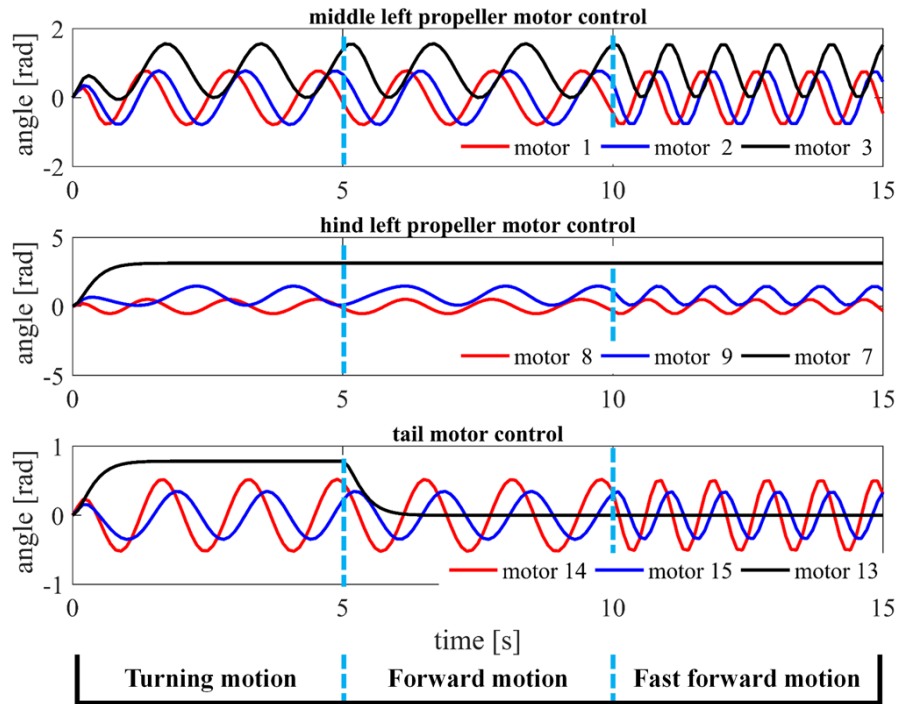 middle left propeller motor control
2
0
-2
angle [rad]
motor 1 motor 2 motor 3
0 5 10 15
hind left propeller motor control
5
0
-5
angle [rad]
motor 8 motor 9 motor 7
0 5 10 15
tail motor control
1
0
-1
angle [rad]
motor 14 motor 15 motor 13
0 5 10 15
time [s]
Turning motion Forward motion Fast forward motion